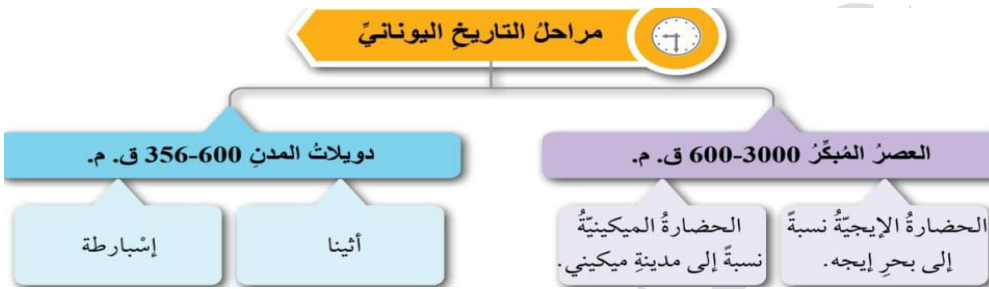 مراحلُ التاريخِ اليونانيِّ
العصرُ المُبكِّرُ 3000-600 ق. م.
دويلاتُ المدنِ 600-356 ق. م.
الحضارةُ الإيجيّةُ نسبةً
إلى بحرِ إيجه.
الحضارةُ الميكينيّةُ
نسبةً إلى مدينةِ ميكيني.
أثينا
إسْبارطة